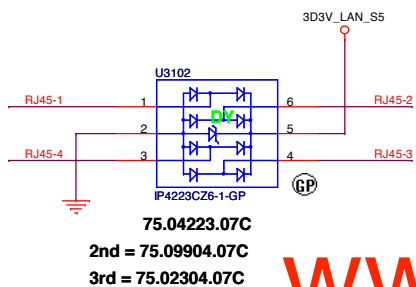 3D3V_LAN_S5
U3102
RJ45-1 1 6 RJ45-2
DY
2 5
RJ45-4 3 4 RJ45-3
IP4223CZ6-1-GP
GP
75.04223.07C
2nd = 75.09904.07C
3rd = 75.02304.07C